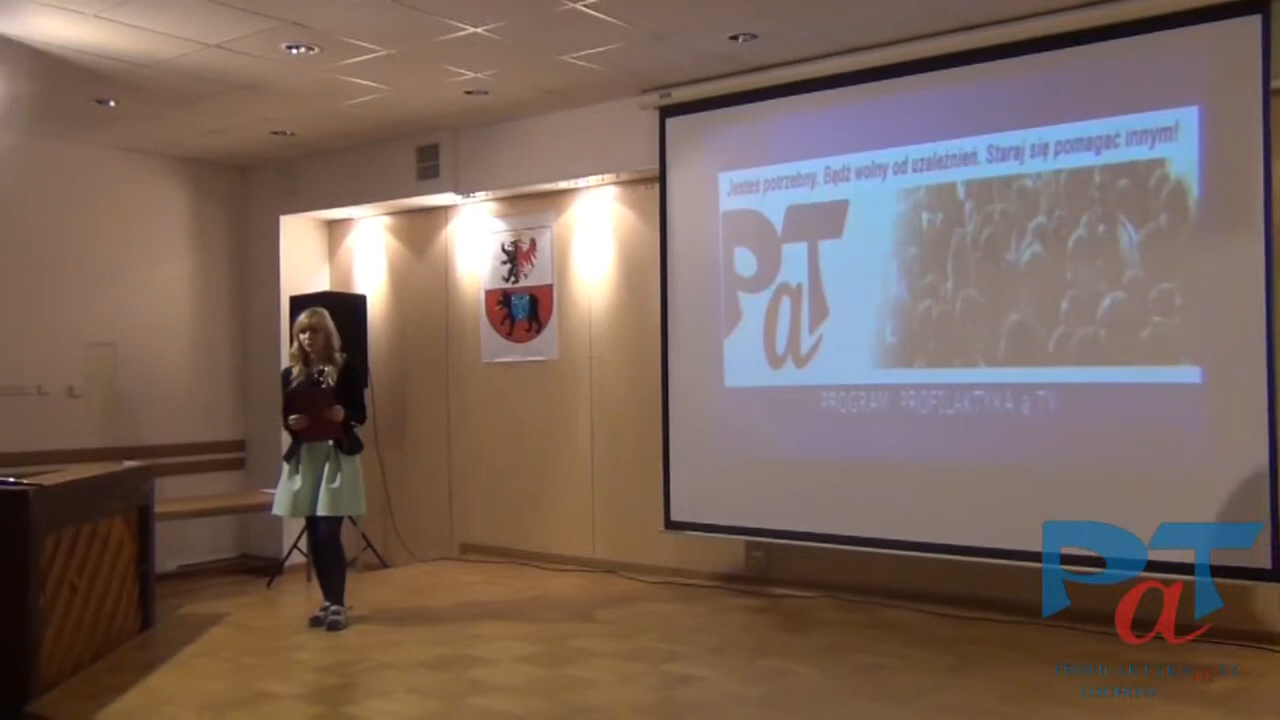 Jesteś potrzebny. Bądź wolny od uzależnień. Staraj się pomagać innym!
PaT
PROGRAM PROFILAKTYKA a TY
PaT